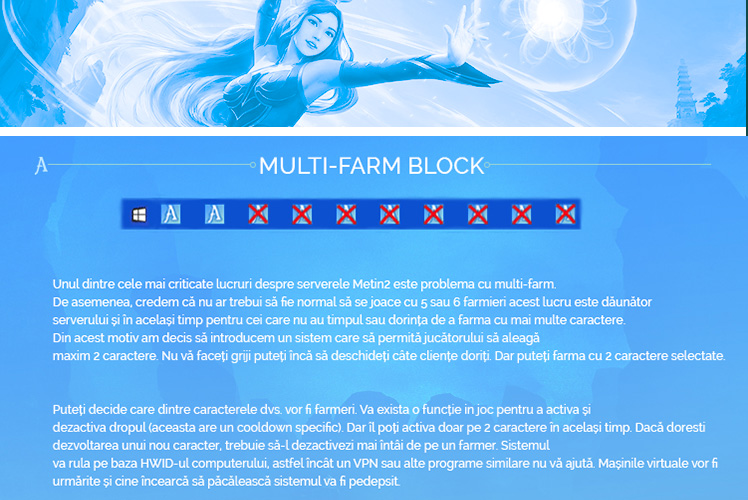 A
MULTI-FARM BLOCK
Unul dintre cele mai criticate lucruri despre serverele Metin2 este problema cu multi-farm.
De asemenea, credem că nu ar trebui să fie normal să se joace cu 5 sau 6 farmieri acest lucru este dăunător
serverului și în același timp pentru cei care nu au timpul sau dorința de a farma cu mai multe caractere.
Din acest motiv am decis să introducem un sistem care să permită jucătorului să aleagă
maxim 2 caractere. Nu vă faceți griji puteți încă să deschideți câte cliențe doriți. Dar puteți farma cu 2 caractere selectate.
Puteți decide care dintre caracterele dvs. vor fi farmeri. Va exista o funcție in joc pentru a activa și
dezactiva dropul (aceasta are un cooldown specific). Dar îl poți activa doar pe 2 caractere în același timp. Dacă doresti
dezvoltarea unui nou caracter, trebuie să-l dezactivezi mai întâi de pe un farmer. Sistemul
va rula pe baza HWID-ul computerului, astfel încât un VPN sau alte programe similare nu vă ajută. Mașinile virtuale vor fi
urmărite și cine încearcă să păcălească sistemul va fi pedepsit.